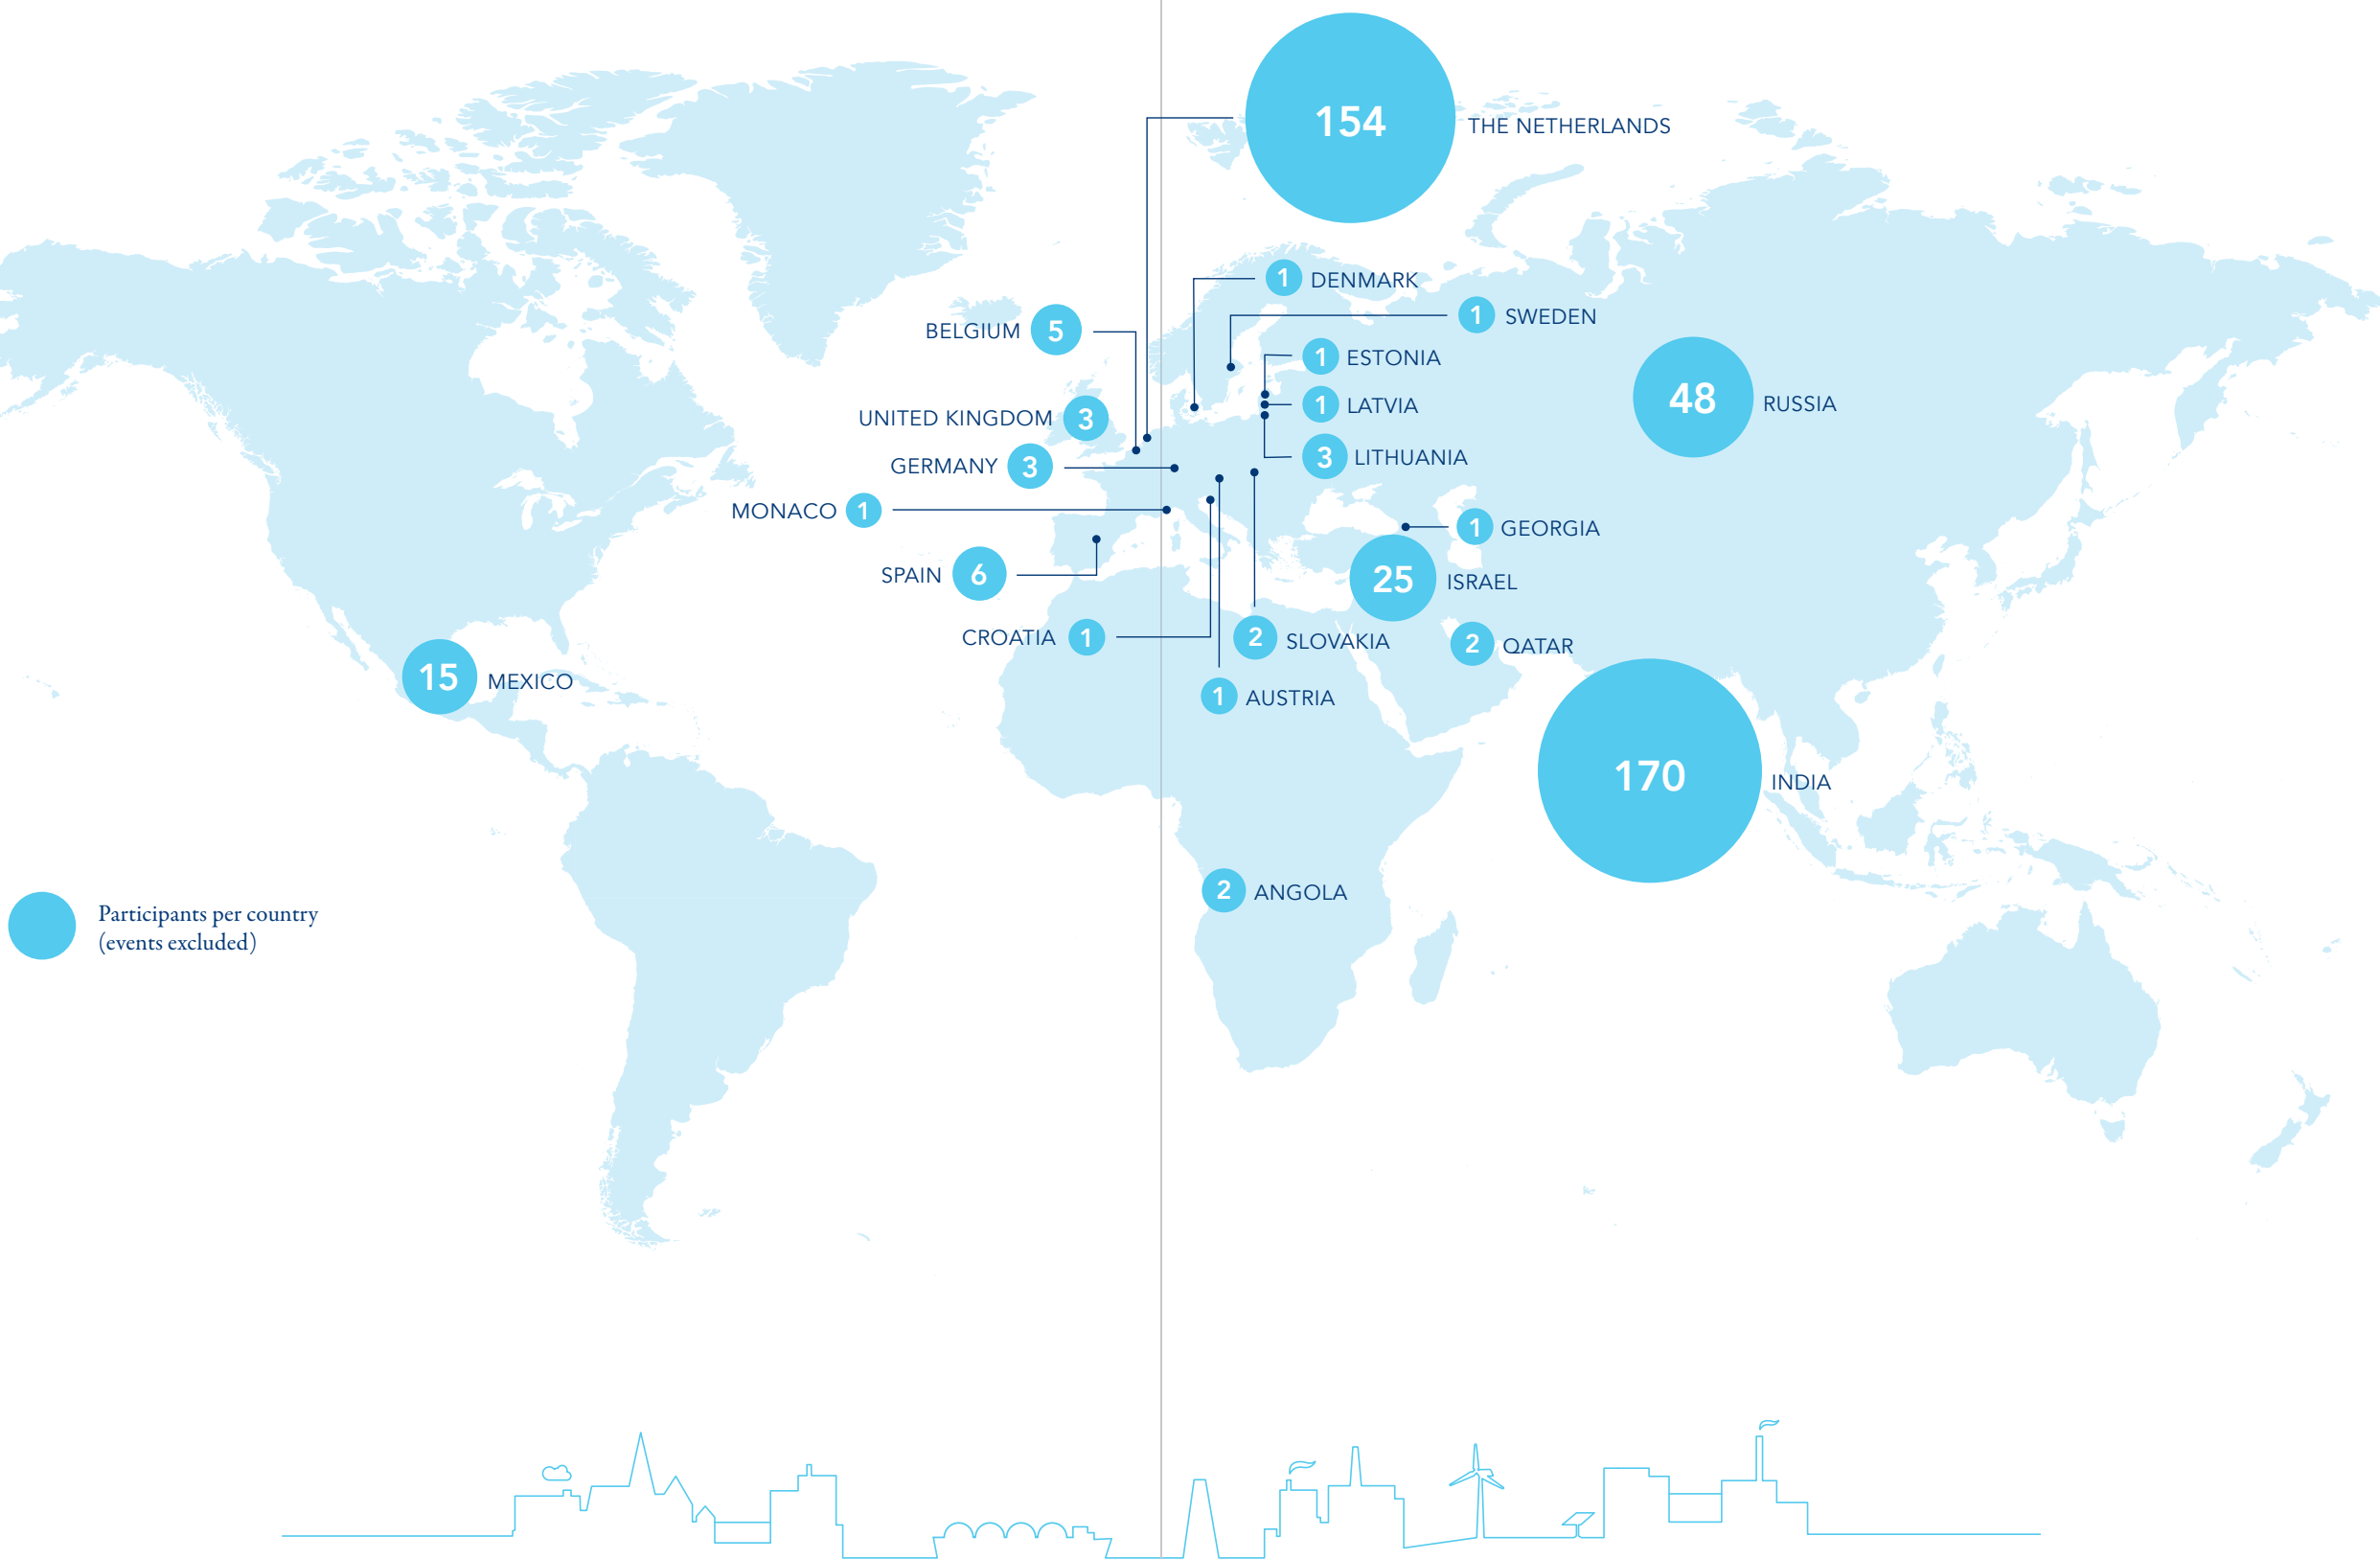 154 THE NETHERLANDS
1 DENMARK
BELGIUM 5
1 SWEDEN
1 ESTONIA
48 RUSSIA
1 LATVIA
UNITED KINGDOM 3
3 LITHUANIA
GERMANY 3
MONACO 1
1 GEORGIA
SPAIN 6
25 ISRAEL
CROATIA 1
2 SLOVAKIA
2 QATAR
15 MEXICO
1 AUSTRIA
170 INDIA
2 ANGOLA
Participants per country
(events excluded)